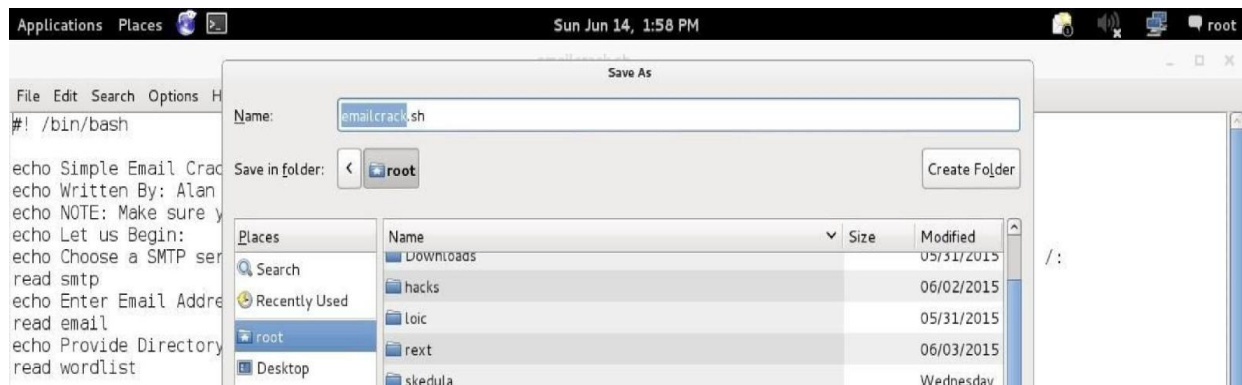 Applications Places Sun Jun 14, 1:58 PM root
Save As
File Edit Search Options H
Name: emailcrack.sh
Save in folder: < root Create Folder
#! /bin/bash
echo Simple Email Crac
echo Written By: Alan
echo NOTE: Make sure y
echo Let us Begin:
echo Choose a SMTP ser /:
read smtp
echo Enter Email Addre
read email
echo Provide Directory
read wordlist
Places
Search
Recently Used
root
Desktop
Name Size Modified
Downloads 05/31/2015
hacks 06/02/2015
loic 05/31/2015
rext 06/03/2015
skedula Wednesday